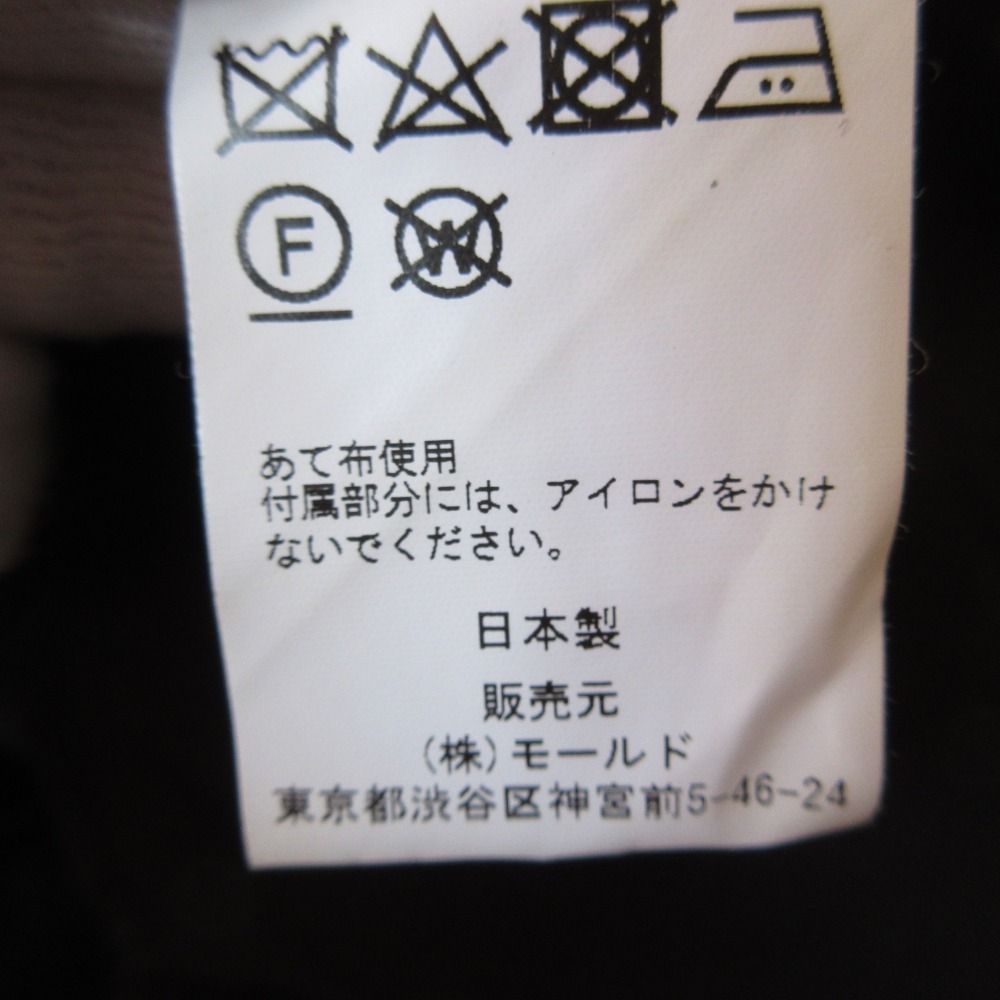 F W
あて布使用
付属部分には、アイロンをかけ
ないでください。
日本製
販売元
(株)モールド
東京都渋谷区神宮前5-46-24